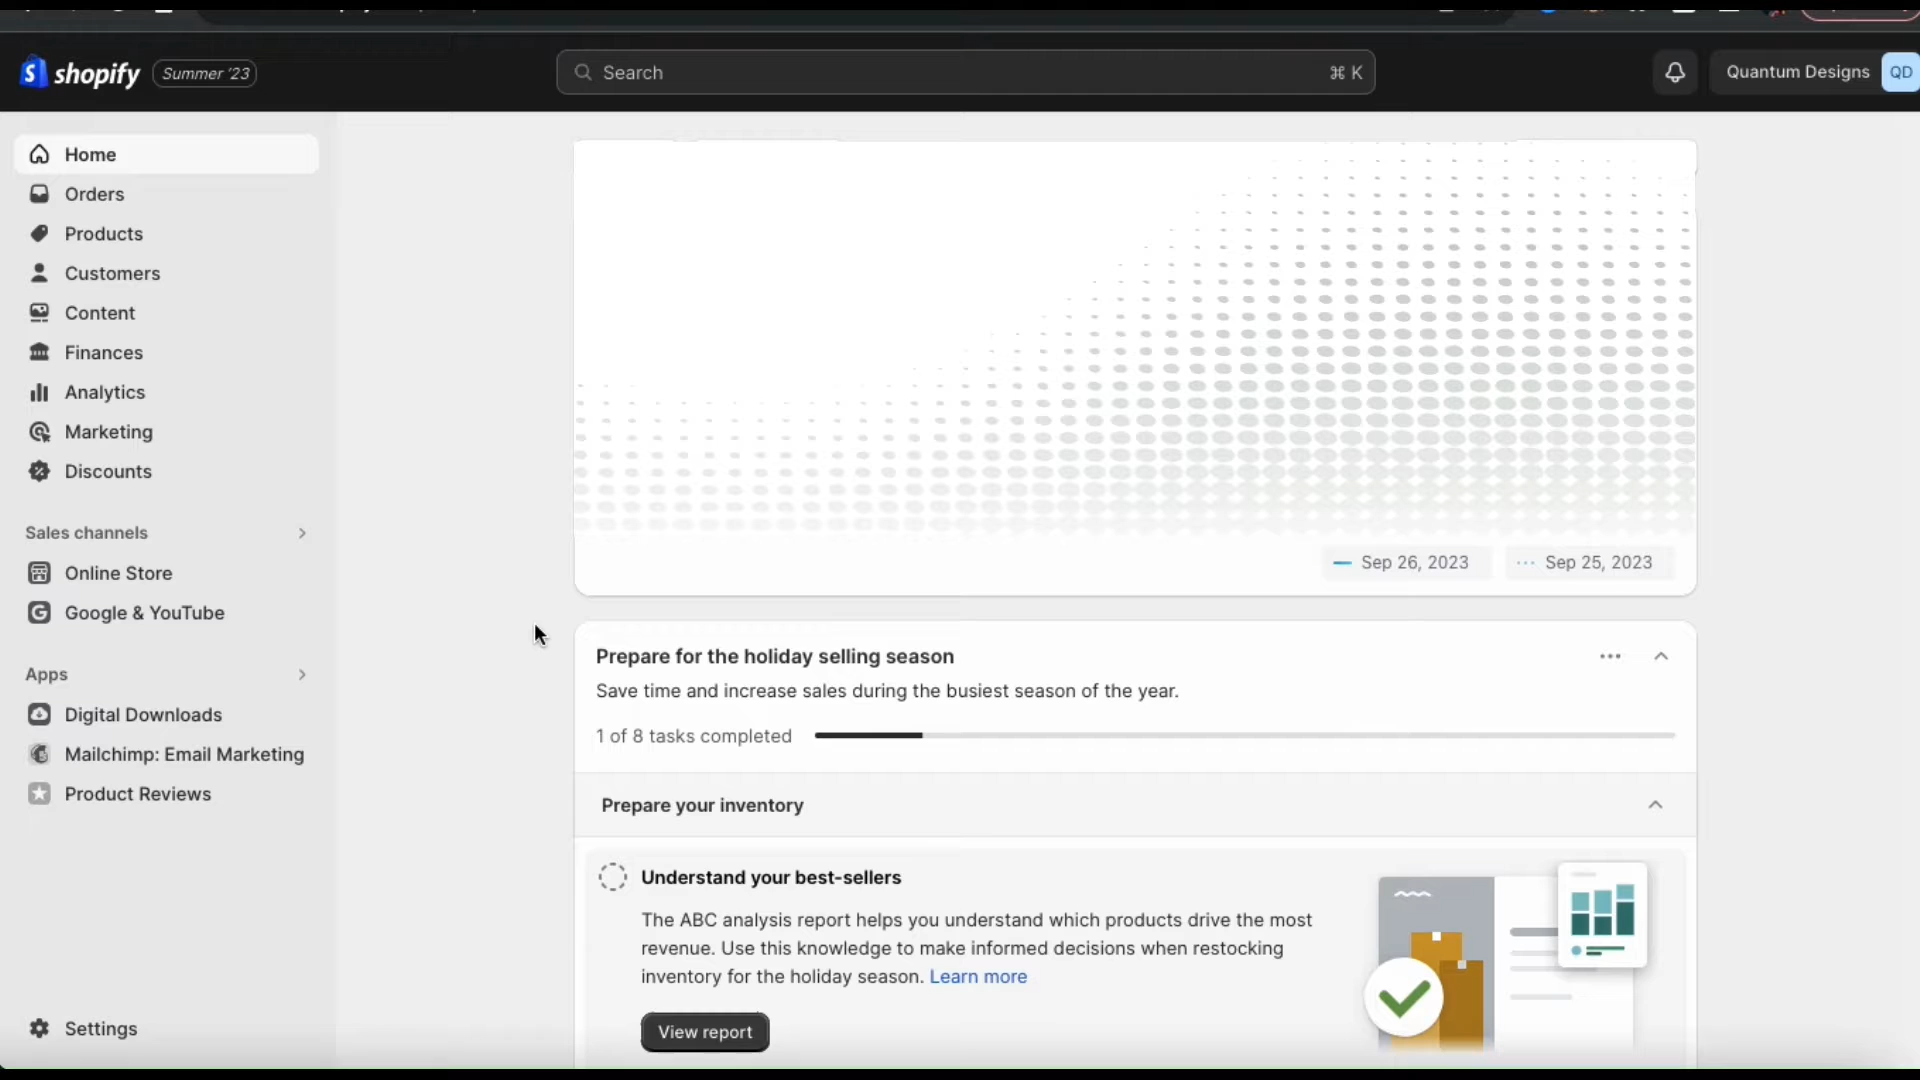 shopify Summer '23
Search ⌘ K
Quantum Designs QD
Home
Orders
Products
Customers
Content
Finances
Analytics
Marketing
Discounts
Sales channels
Online Store
Google & YouTube
Apps
Digital Downloads
Mailchimp: Email Marketing
Product Reviews
Settings
Sep 26, 2023 Sep 25, 2023
Prepare for the holiday selling season
Save time and increase sales during the busiest season of the year.
1 of 8 tasks completed
Prepare your inventory
Understand your best-sellers
The ABC analysis report helps you understand which products drive the most
revenue. Use this knowledge to make informed decisions when restocking
inventory for the holiday season. Learn more
View report